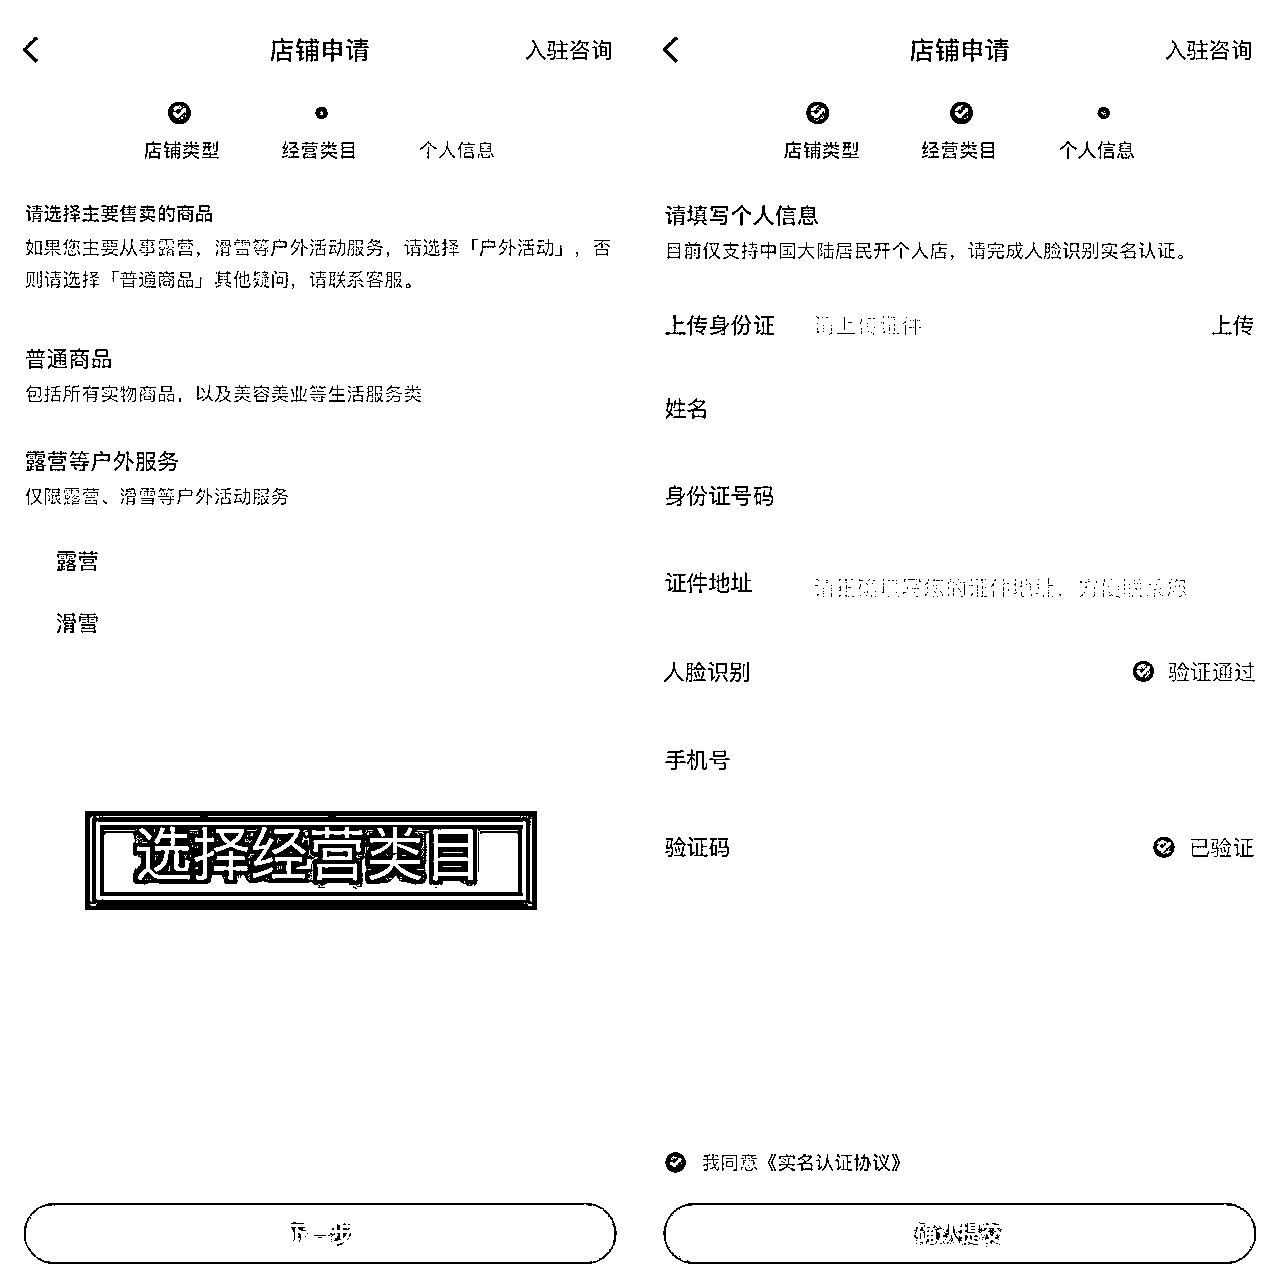 店铺申请
入驻咨询
店铺类型
经营类目
个人信息
请选择主要售卖的商品
如果您主要从事露营，滑雪等户外活动服务，请选择「户外活动」，否
则请选择「普通商品」其他疑问，请联系客服。
普通商品
包括所有实物商品，以及美容美业等生活服务类
露营等户外服务
仅限露营、滑雪等户外活动服务
露营
滑雪
选择经营类目
下一步
店铺申请
入驻咨询
店铺类型
经营类目
个人信息
请填写个人信息
目前仅支持中国大陆居民开个人店，请完成人脸识别实名认证。
上传身份证
请上传证件
上传
姓名
身份证号码
证件地址
请正确填写您的证件地址，方便联系您
人脸识别
验证通过
手机号
验证码
已验证
我同意《实名认证协议》
确认提交